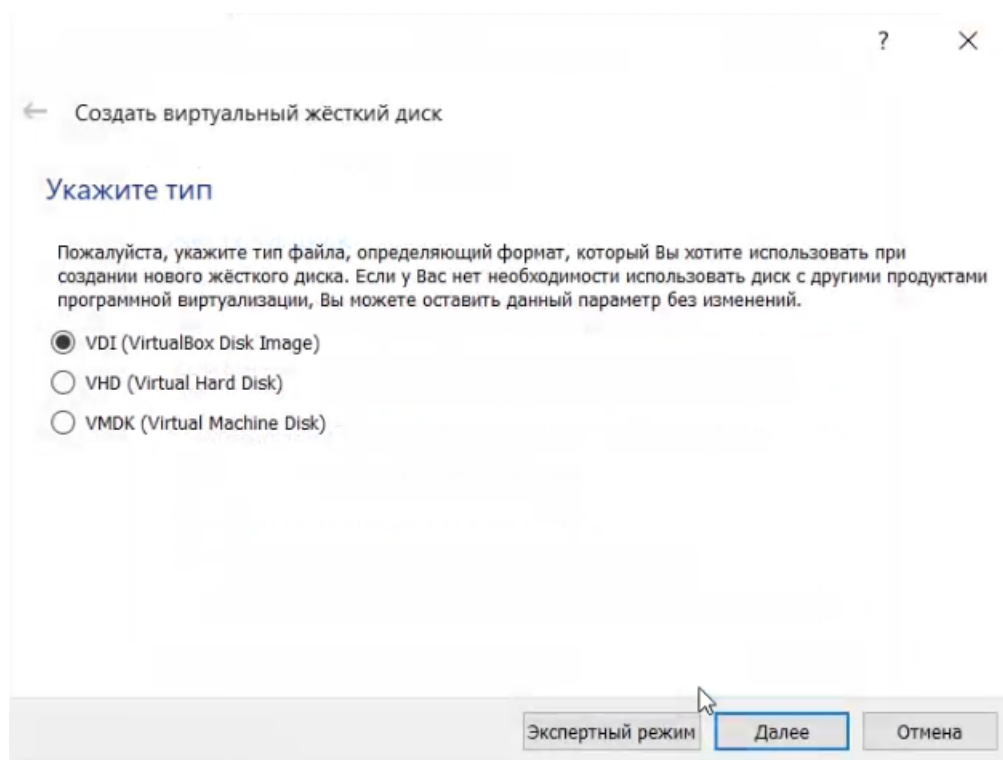 ?
Создать виртуальный жёсткий диск
Укажите тип
Пожалуйста, укажите тип файла, определяющий формат, который Вы хотите использовать при
создании нового жёсткого диска. Если у Вас нет необходимости использовать диск с другими продуктами
программной виртуализации, Вы можете оставить данный параметр без изменений.
VDI (VirtualBox Disk Image)
VHD (Virtual Hard Disk)
VMDK (Virtual Machine Disk)
Экспертный режим Далее Отмена